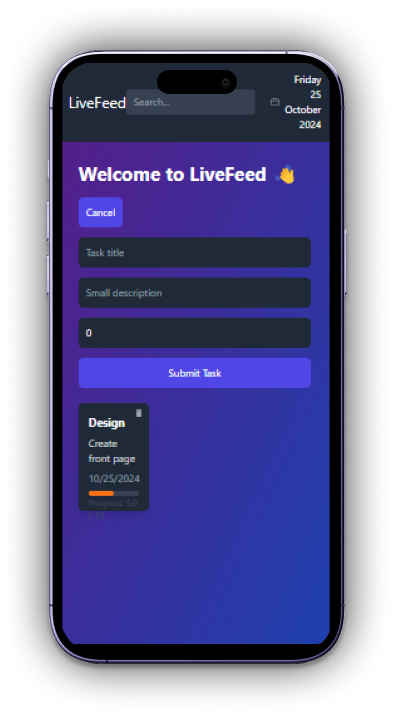 Friday
LiveFeed Search... 25
October
2024
Welcome to LiveFeed 👋
Cancel
Task title
Small description
0
Submit Task
Design
Create
front page
10/25/2024
Progress: 5.0
/ 10